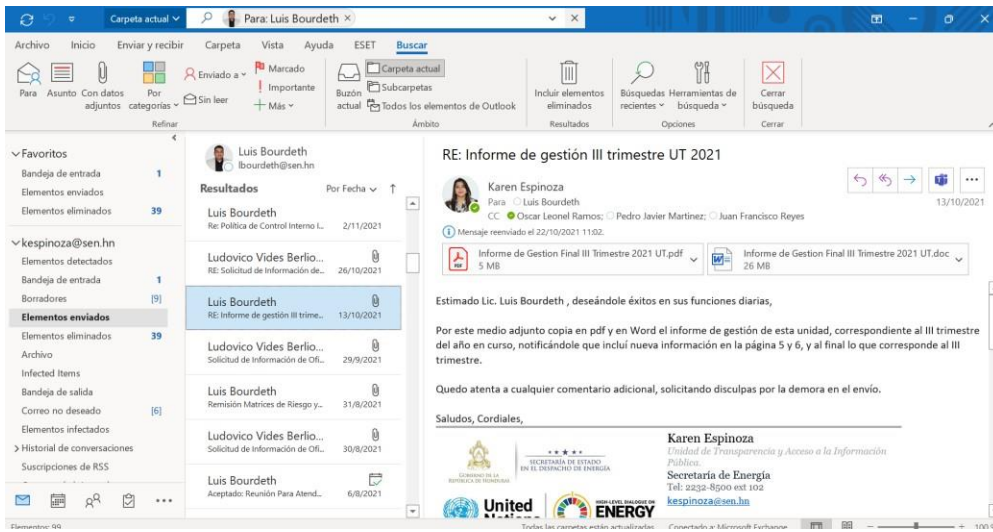 Carpeta actual
Para: Luis Bourdeth ×
Archivo Inicio Enviar y recibir Carpeta Vista Ayuda ESET Buscar
Para
Asunto
Con datos
adjuntos
Por
categorías
Enviado a
Sin leer
Marcado
Importante
Más
Refinar
Buzón
actual
Carpeta actual
Subcarpetas
Todos los elementos de Outlook
Ámbito
Incluir elementos
eliminados
Resultados
Búsquedas
recientes
Herramientas de
búsqueda
Opciones
Cerrar
búsqueda
Cerrar
Favoritos
Bandeja de entrada 1
Elementos enviados
Elementos eliminados 39
kespinoza@sen.hn
Elementos detectados
Bandeja de entrada 1
Borradores [9]
Elementos enviados
Elementos eliminados 39
Archivo
Infected Items
Bandeja de salida
Correo no deseado [6]
Elementos infectados
Historial de conversaciones
Suscripciones de RSS
Luis Bourdeth
lbourdeth@sen.hn
Resultados Por Fecha
Luis Bourdeth
Re: Política de Control Interno I... 2/11/2021
Ludovico Vides Berlio...
RE: Solicitud de Información de... 26/10/2021
Luis Bourdeth
RE: Informe de gestión III trime... 13/10/2021
Ludovico Vides Berlio...
Solicitud de Información de Ofi... 29/9/2021
Luis Bourdeth
Remisión Matrices de Riesgo y... 31/8/2021
Ludovico Vides Berlio...
Solicitud de Información de Ofi... 30/8/2021
Luis Bourdeth
Aceptado: Reunión Para Atend... 6/8/2021
RE: Informe de gestión III trimestre UT 2021
Karen Espinoza
Para Luis Bourdeth
CC Oscar Leonel Ramos; Pedro Javier Martinez; Juan Francisco Reyes
13/10/2021
Mensaje reenviado el 22/10/2021 11:02.
Informe de Gestion Final III Trimestre 2021 UT.pdf
5 MB
Informe de Gestion Final III Trimestre 2021 UT.doc
26 MB
Estimado Lic. Luis Bourdeth , deseándole éxitos en sus funciones diarias,
Por este medio adjunto copia en pdf y en Word el informe de gestión de esta unidad, correspondiente al III trimestre
del año en curso, notificándole que incluí nueva información en la página 5 y 6, y al final lo que corresponde al III
trimestre.
Quedo atenta a cualquier comentario adicional, solicitando disculpas por la demora en el envío.
Saludos, Cordiales,
GOBIERNO DE LA
REPÚBLICA DE HONDURAS
SECRETARÍA DE ESTADO
EN EL DESPACHO DE ENERGÍA
United
HIGH-LEVEL DIALOGUE ON
ENERGY
Karen Espinoza
Unidad de Transparencia y Acceso a la Información
Pública.
Secretaría de Energía
Tel: 2232-8500 ext 102
kespinoza@sen.hn
Elementos: 99
Todas las carpetas están actualizadas. Conectado a: Microsoft Exchange